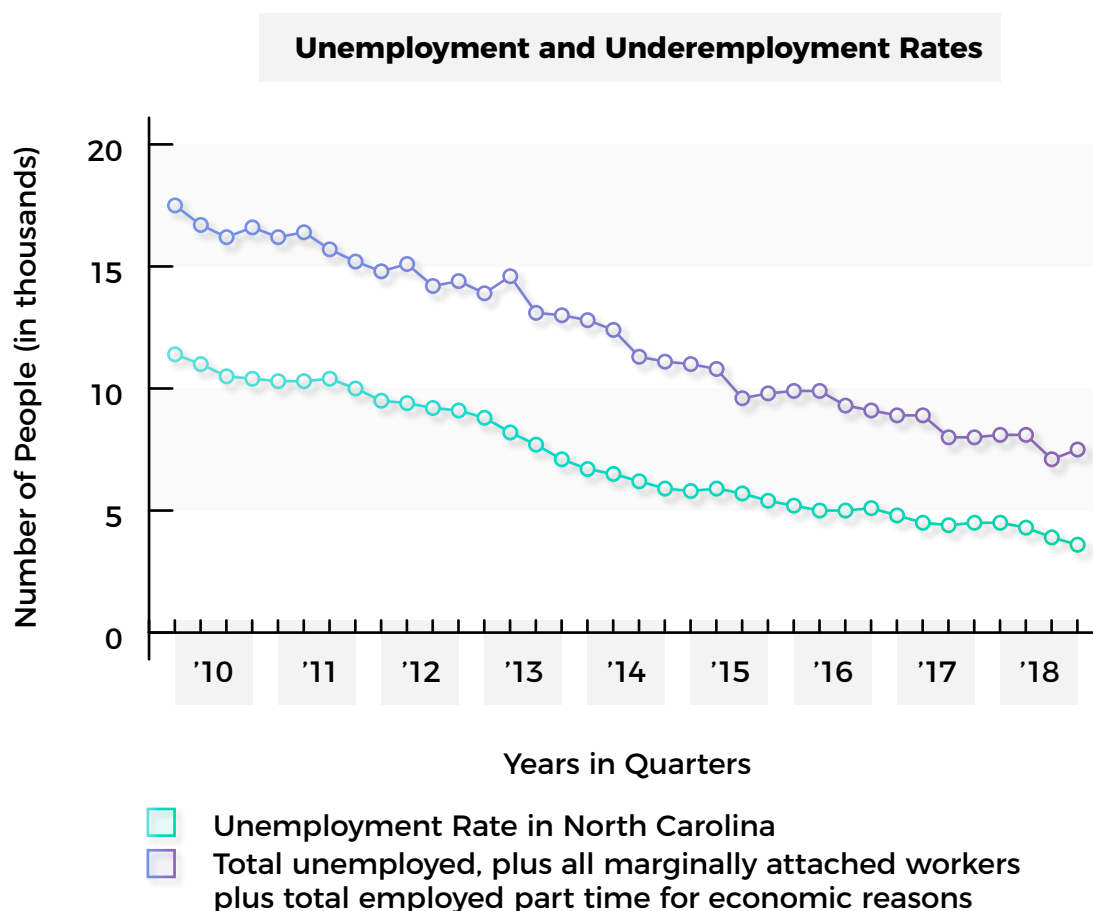 Unemployment and Underemployment Rates
Number of People (in thousands)
20
15
10
5
0
’10 ’11 ’12 ’13 ’14 ’15 ’16 ’17 ’18
Years in Quarters
Unemployment Rate in North Carolina
Total unemployed, plus all marginally attached workers
plus total employed part time for economic reasons